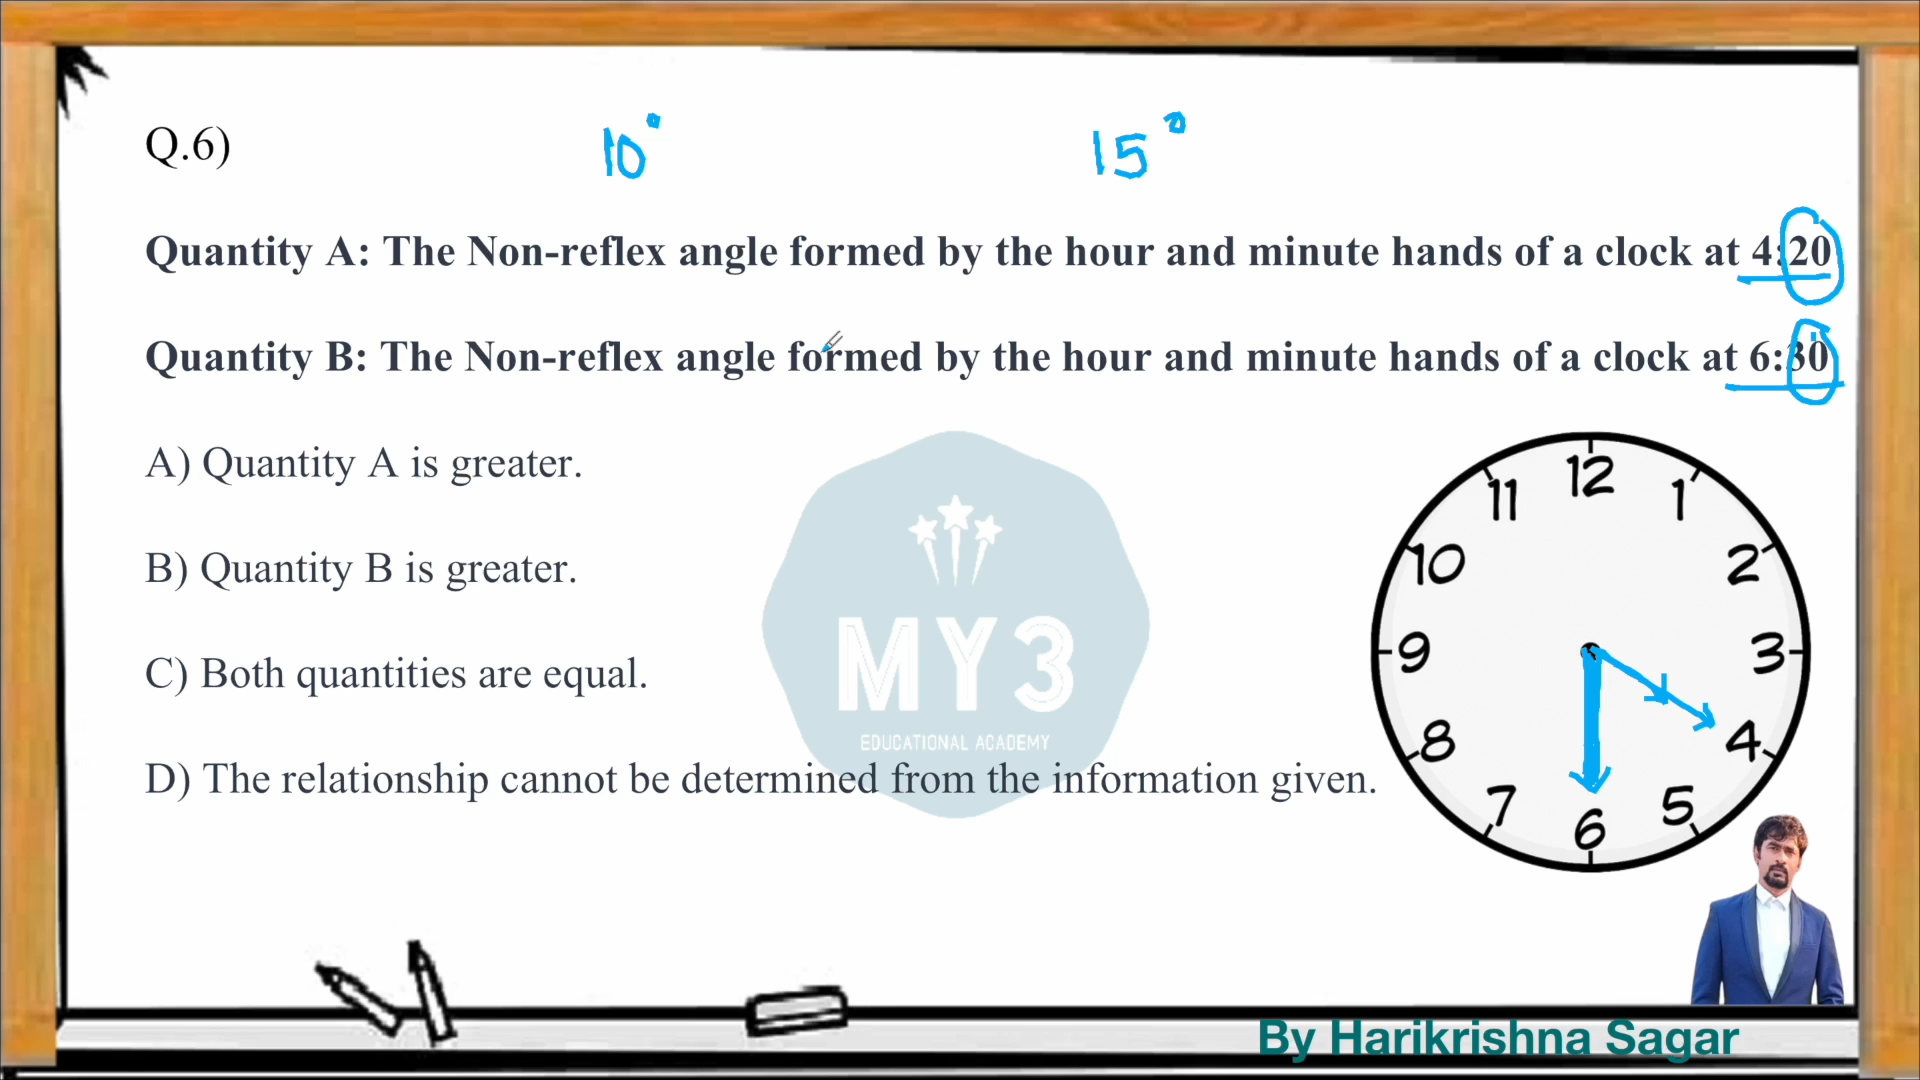 Q.6)
10°
15°
Quantity A: The Non-reflex angle formed by the hour and minute hands of a clock at 4:20
Quantity B: The Non-reflex angle formed by the hour and minute hands of a clock at 6:30
A) Quantity A is greater.
B) Quantity B is greater.
C) Both quantities are equal.
D) The relationship cannot be determined from the information given.
MY3
EDUCATIONAL ACADEMY
12
1
2
3
4
5
6
7
8
9
10
11
By Harikrishna Sagar